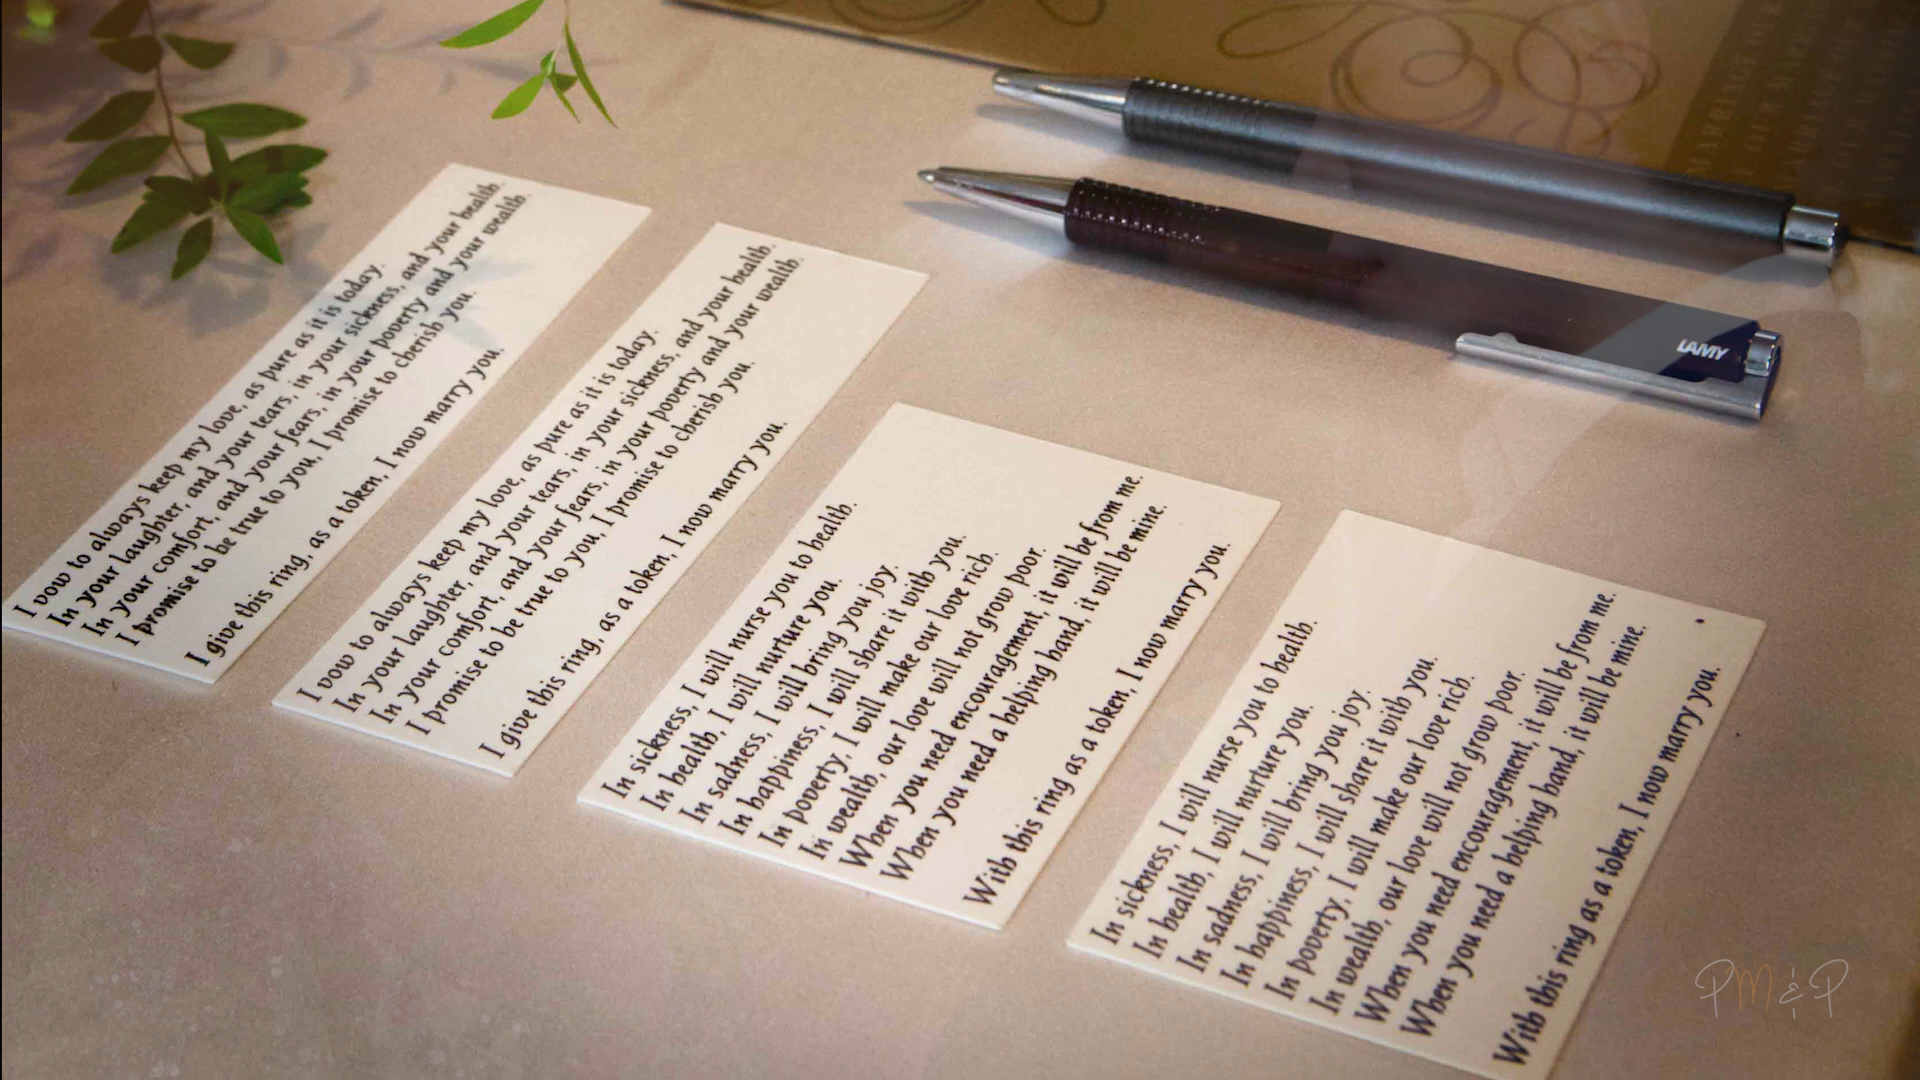 I vow to always keep my love, as pure as it is today.
In your laughter, and your tears, in your sickness, and your health.
In your comfort, and your fears, in your poverty and your wealth.
I promise to be true to you, I promise to cherish you.
I give this ring, as a token, I now marry you.
I vow to always keep my love, as pure as it is today.
In your laughter, and your tears, in your sickness, and your health.
In your comfort, and your fears, in your poverty and your wealth.
I promise to be true to you, I promise to cherish you.
I give this ring, as a token, I now marry you.
In sickness, I will nurse you to health.
In health, I will nurture you.
In sadness, I will bring you joy.
In happiness, I will share it with you.
In poverty, I will make our love rich.
In wealth, our love will not grow poor.
When you need encouragement, it will be from me.
When you need a helping hand, it will be mine.
With this ring as a token, I now marry you.
In sickness, I will nurse you to health.
In health, I will nurture you.
In sadness, I will bring you joy.
In happiness, I will share it with you.
In poverty, I will make our love rich.
In wealth, our love will not grow poor.
When you need encouragement, it will be from me.
When you need a helping hand, it will be mine.
With this ring as a token, I now marry you.
LAMY
PM&P